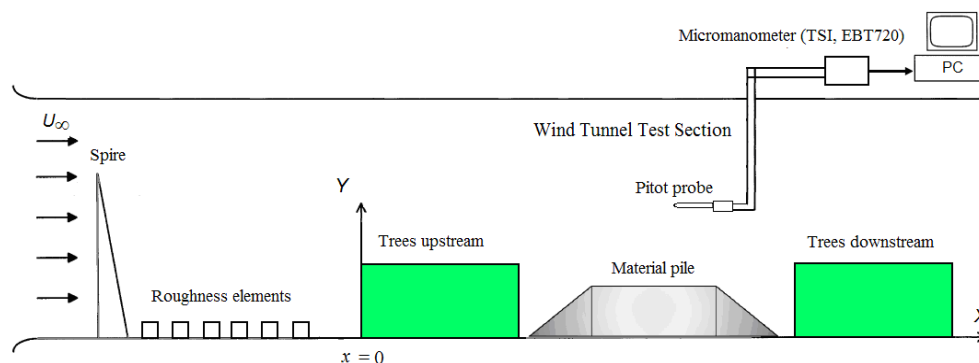 Micromanometer (TSI, EBT720)
PC
U∞
Wind Tunnel Test Section
Spire
Y
Pitot probe
Trees upstream
Trees downstream
Material pile
Roughness elements
X
x = 0